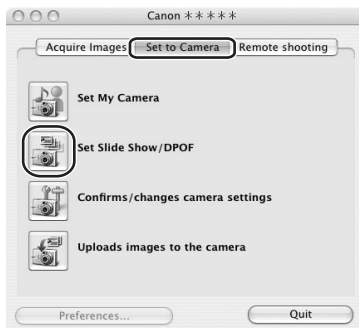 Canon ＊＊＊＊＊
Acquire Images Set to Camera Remote shooting
Set My Camera
Set Slide Show/DPOF
Confirms/changes camera settings
Uploads images to the camera
Preferences... Quit